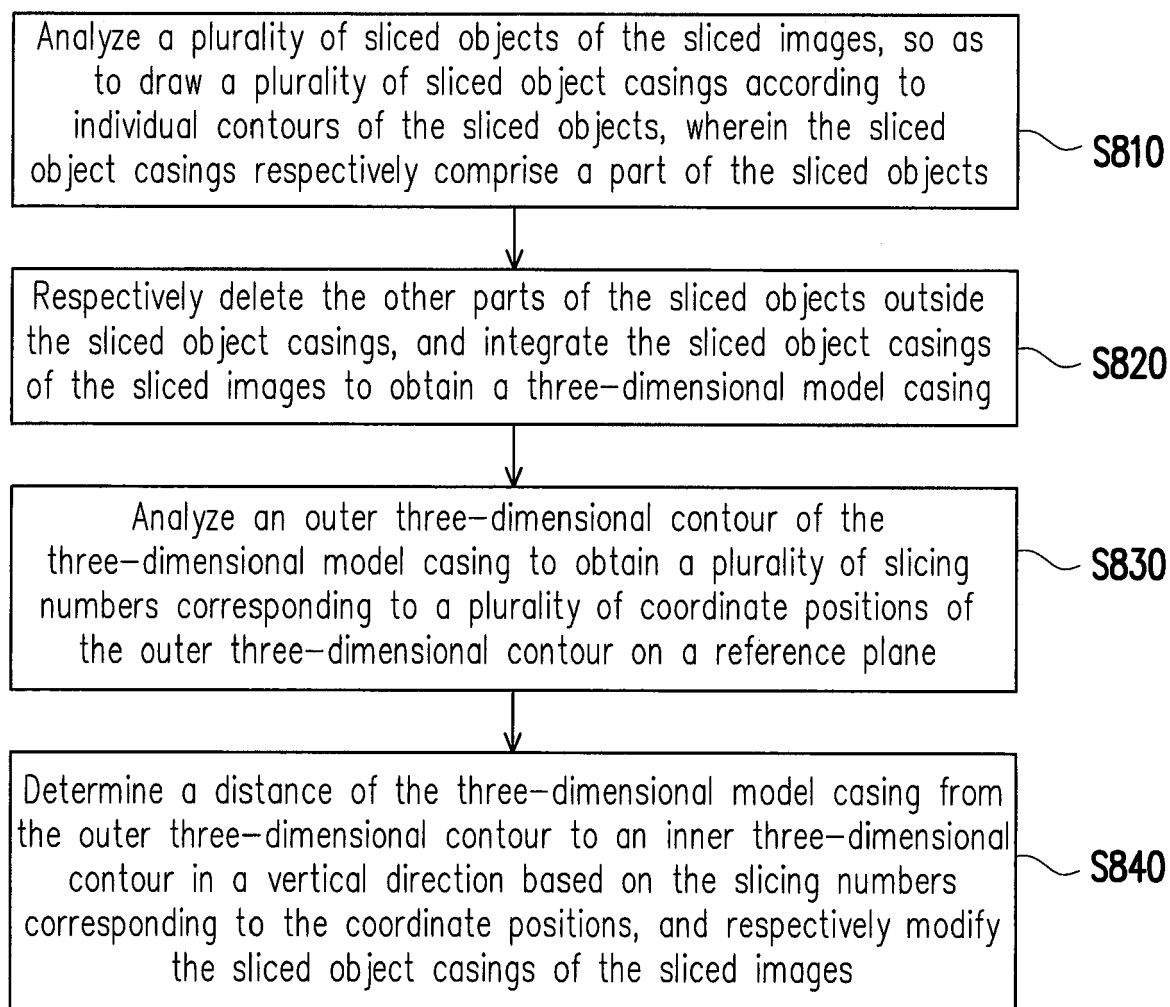 Analyze a plurality of sliced objects of the sliced images, so as
to draw a plurality of sliced object casings according to
individual contours of the sliced objects, wherein the sliced
object casings respectively comprise a part of the sliced objects
S810
Respectively delete the other parts of the sliced objects outside
the sliced object casings, and integrate the sliced object casings
of the sliced images to obtain a three-dimensional model casing
S820
Analyze an outer three-dimensional contour of the
three-dimensional model casing to obtain a plurality of slicing
numbers corresponding to a plurality of coordinate positions of
the outer three-dimensional contour on a reference plane
S830
Determine a distance of the three-dimensional model casing from
the outer three-dimensional contour to an inner three-dimensional
contour in a vertical direction based on the slicing numbers
corresponding to the coordinate positions, and respectively modify
the sliced object casings of the sliced images
S840